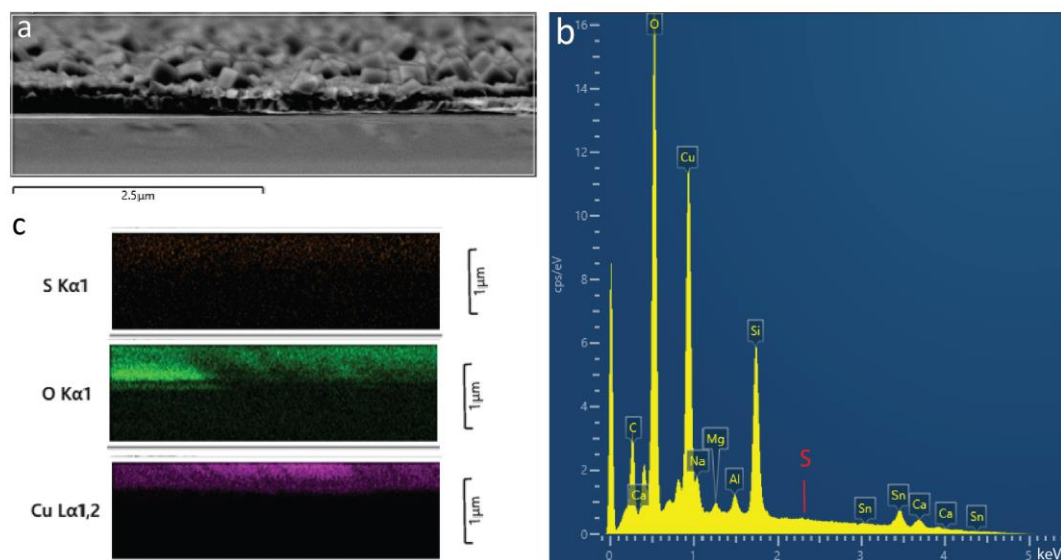 a
2.5µm
b
16
14
12
10
8
6
4
2
0
cps/eV
O
Cu
Si
C
Ca
Na
Mg
Al
S
Sn
Sn
Ca
Ca
Sn
0 1 2 3 4 5 keV
c
S Kα1
1µm
O Kα1
1µm
Cu Lα1,2
1µm